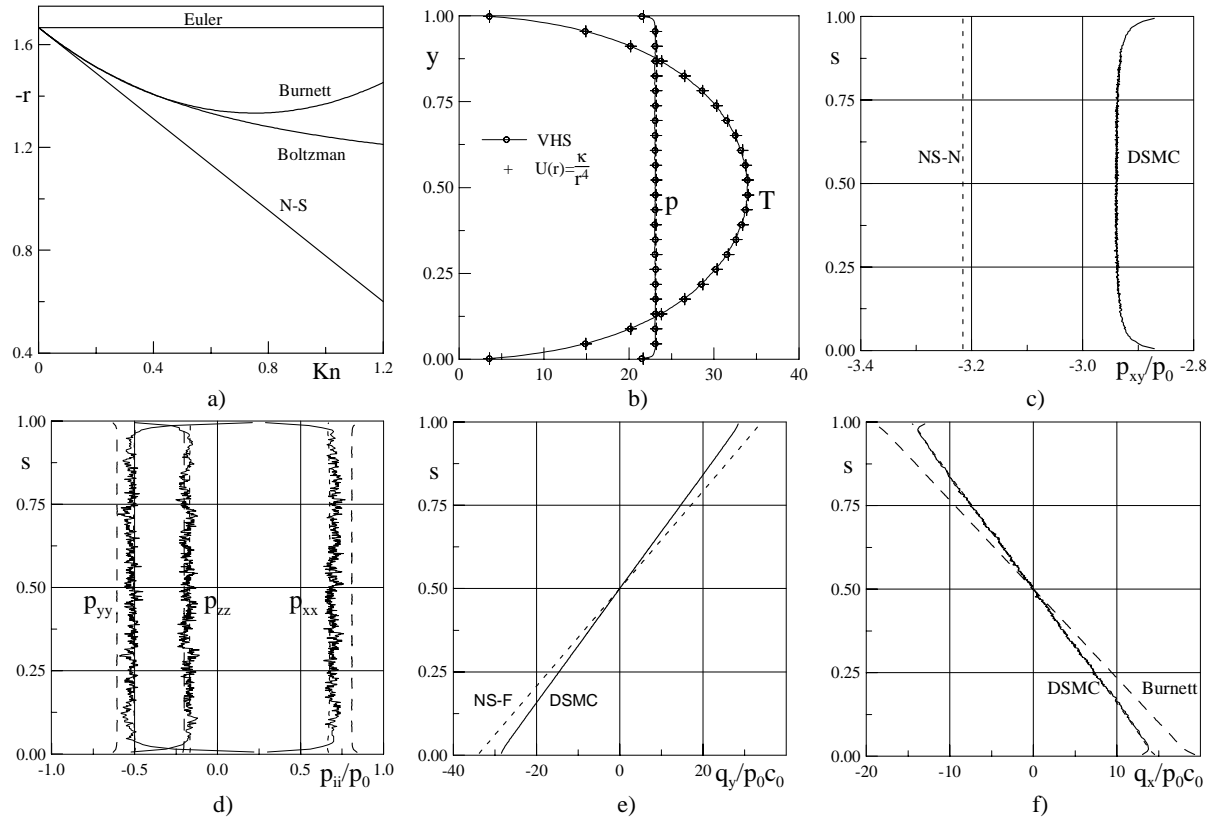 Euler
1.6
-r
1.2
0.8
0.4
Burnett
Boltzman
N-S
0
0.4
0.8
1.2
Kn
a)
1.00
y
0.75
0.50
0.25
0.00
VHS
+ U(r)=κ/r⁴
p
T
0
10
20
30
40
b)
1.00
s
0.75
0.50
0.25
0.00
NS-N
DSMC
-3.4
-3.2
-3.0
-2.8
p_xy/p_0
c)
1.00
s
0.75
0.50
0.25
0.00
p_yy
p_zz
p_xx
-1.0
-0.5
0.0
0.5
1.0
p_ii/p_0
d)
1.00
s
0.75
0.50
0.25
0.00
NS-F
DSMC
-40
-20
0
20
q_y/p_0c_0
e)
1.00
s
0.75
0.50
0.25
0.00
DSMC
Burnett
-20
-10
0
10
20
q_x/p_0c_0
f)